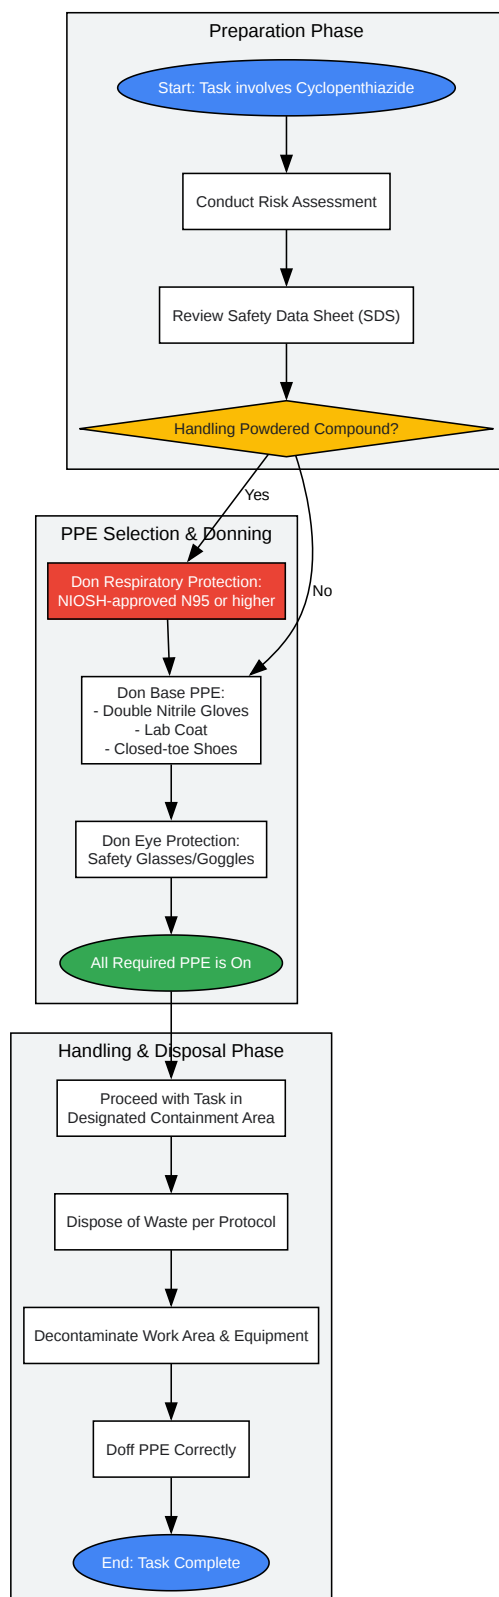 Preparation Phase
Start: Task involves Cyclopenthiazide
Conduct Risk Assessment
Review Safety Data Sheet (SDS)
Handling Powdered Compound?
Yes
PPE Selection & Donning
Don Respiratory Protection:
NIOSH-approved N95 or higher
No
Don Base PPE:
- Double Nitrile Gloves
- Lab Coat
- Closed-toe Shoes
Don Eye Protection:
Safety Glasses/Goggles
All Required PPE is On
Handling & Disposal Phase
Proceed with Task in
Designated Containment Area
Dispose of Waste per Protocol
Decontaminate Work Area & Equipment
Doff PPE Correctly
End: Task Complete